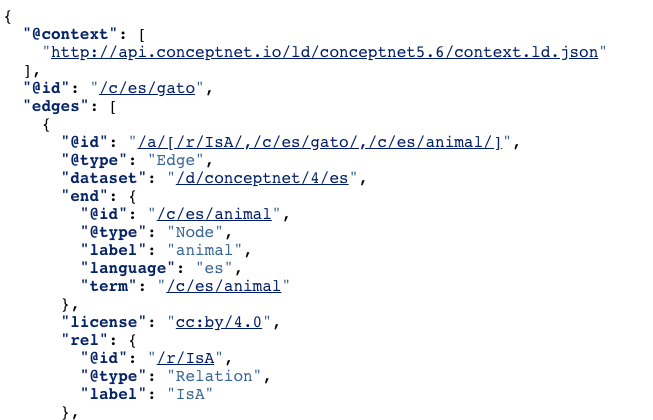 {
  "@context": [
    "http://api.conceptnet.io/ld/conceptnet5.6/context.ld.json"
  ],
  "@id": "/c/es/gato",
  "edges": [
    {
      "@id": "/a/[/r/IsA/,/c/es/gato/,/c/es/animal/]",
      "@type": "Edge",
      "dataset": "/d/conceptnet/4/es",
      "end": {
        "@id": "/c/es/animal",
        "@type": "Node",
        "label": "animal",
        "language": "es",
        "term": "/c/es/animal"
      },
      "license": "cc:by/4.0",
      "rel": {
        "@id": "/r/IsA",
        "@type": "Relation",
        "label": "IsA"
      },